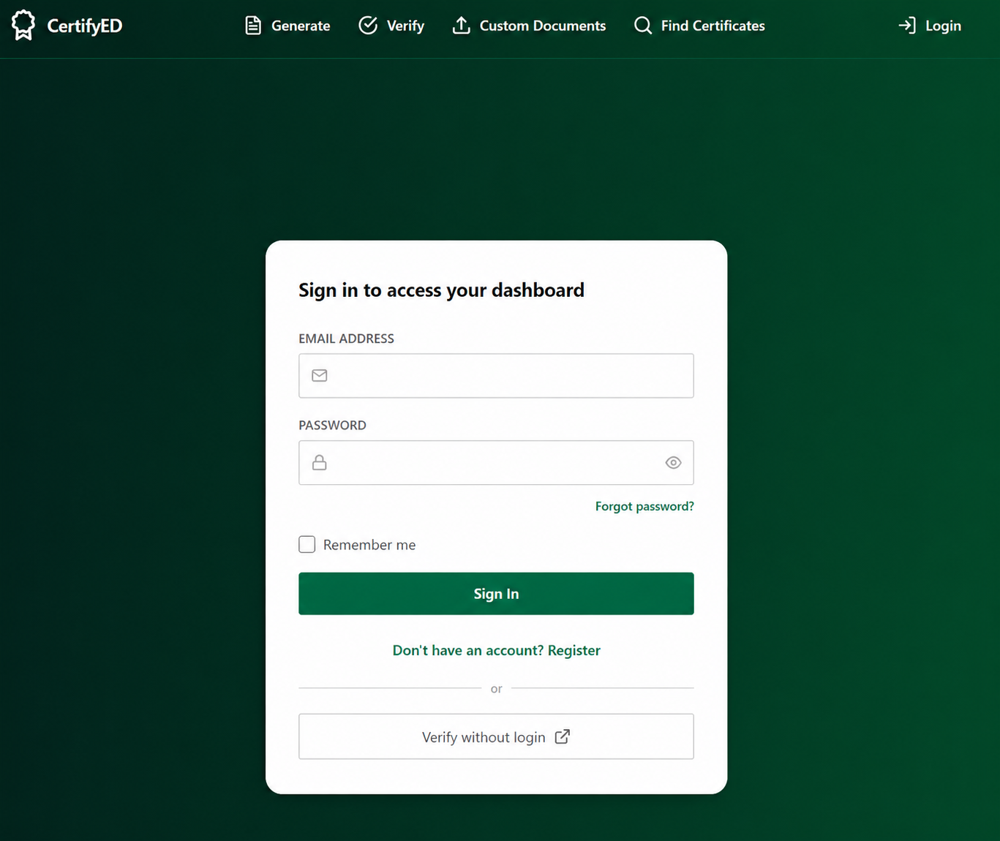 CertifyED
Generate
Verify
Custom Documents
Find Certificates
Login
Sign in to access your dashboard
EMAIL ADDRESS
PASSWORD
Forgot password?
Remember me
Sign In
Don't have an account? Register
or
Verify without login